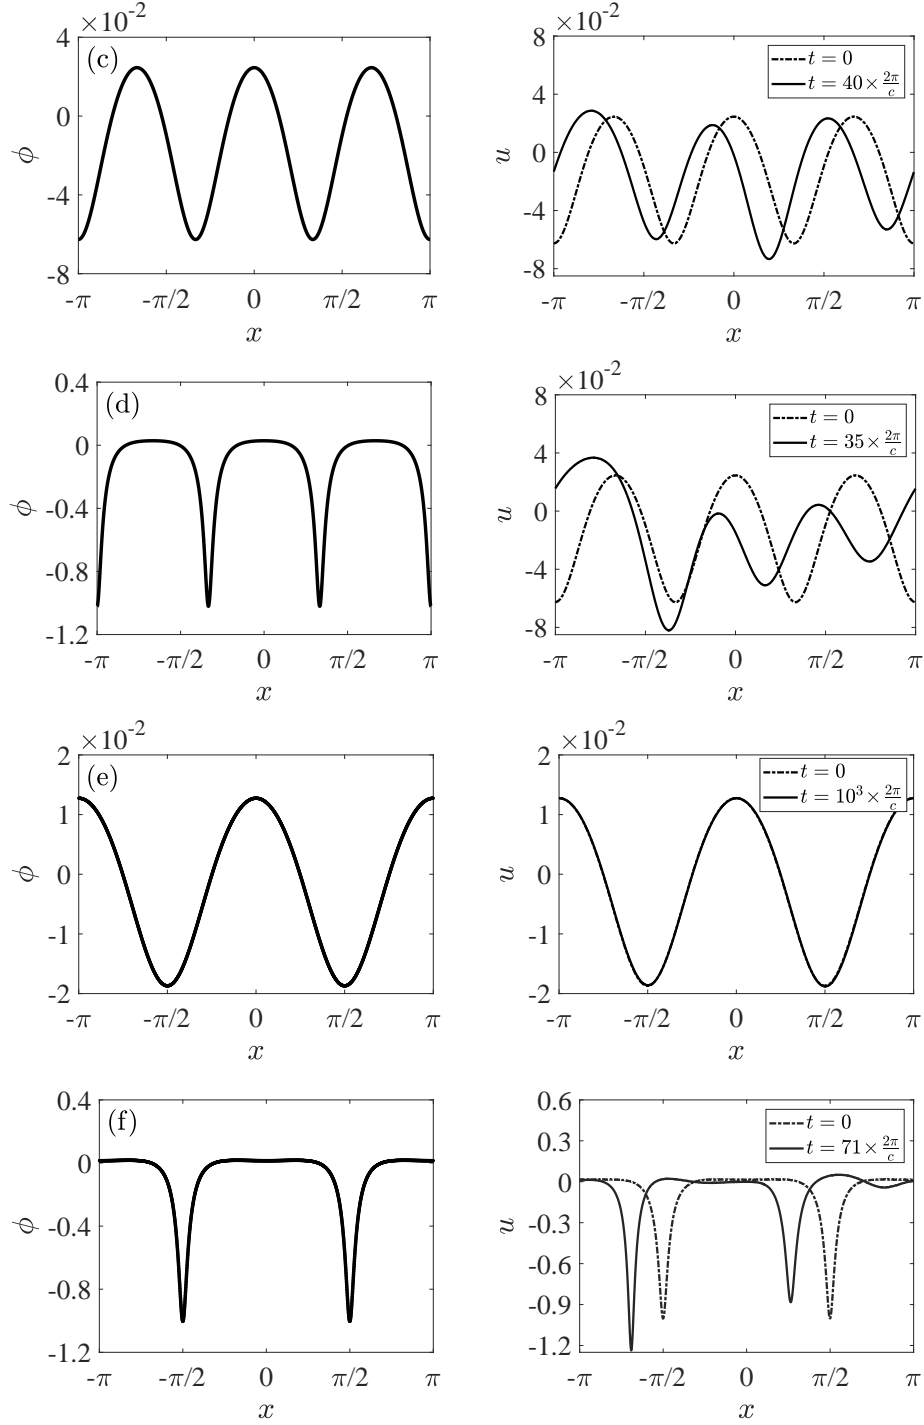 ×10⁻² ×10⁻²
4 8
(c) t = 0
t = 40 × 2π/c
4
0
0
ϕ u
-4
-4
-8 -8
-π -π/2 0 π/2 π -π -π/2 0 π/2 π
x x
×10⁻²
0.4 8
(d) t = 0
t = 35 × 2π/c
0 4
-0.4 0
ϕ u
-0.8 -4
-1.2 -8
-π -π/2 0 π/2 π -π -π/2 0 π/2 π
x x
×10⁻² ×10⁻²
2 2
(e) t = 0
t = 10³ × 2π/c
1 1
0 0
ϕ u
-1 -1
-2 -2
-π -π/2 0 π/2 π -π -π/2 0 π/2 π
x x
0.4 0.6
(f) t = 0
t = 71 × 2π/c
0.3
0 0
-0.4 -0.3
ϕ u
-0.6
-0.8 -0.9
-1.2 -1.2
-π -π/2 0 π/2 π -π -π/2 0 π/2 π
x x